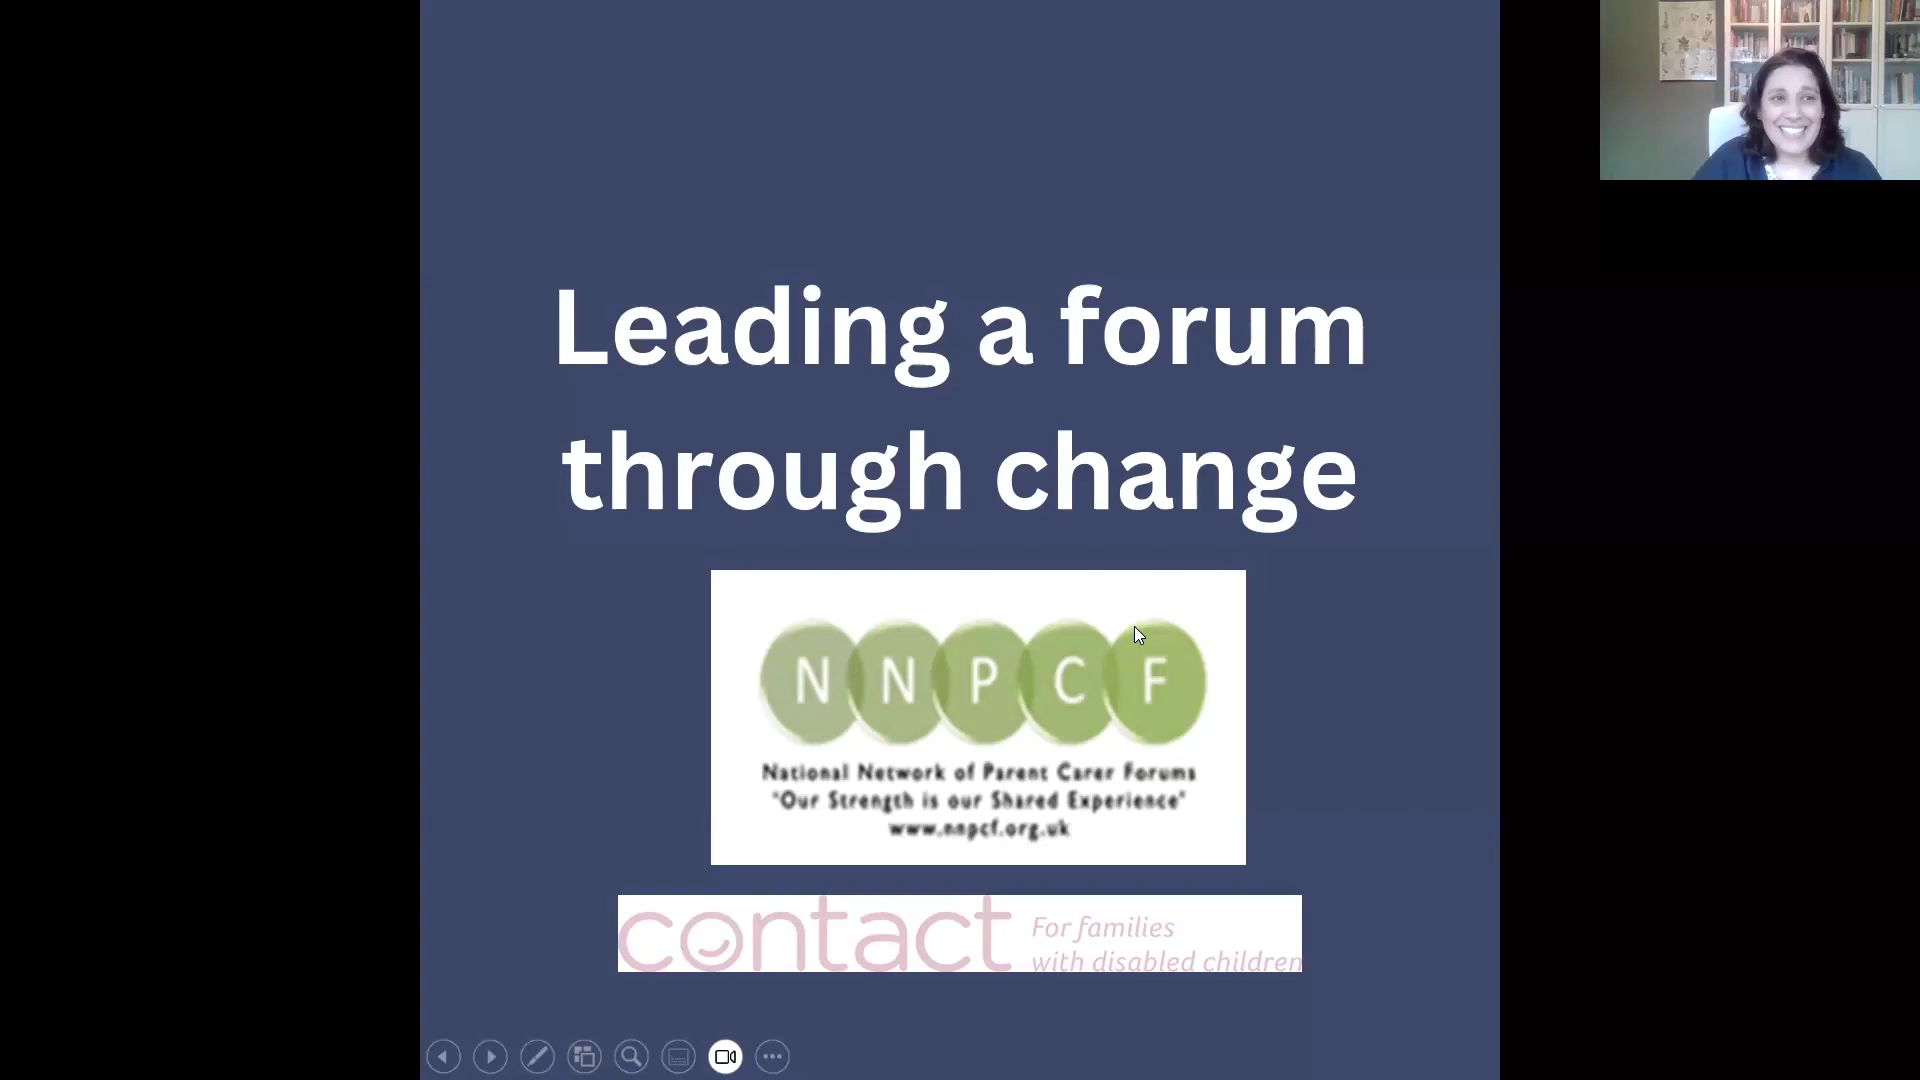 Leading a forum
through change
N N P C F
National Network of Parent Carer Forums
"Our Strength is our Shared Experience"
www.nnpcf.org.uk
contact
For families
with disabled children